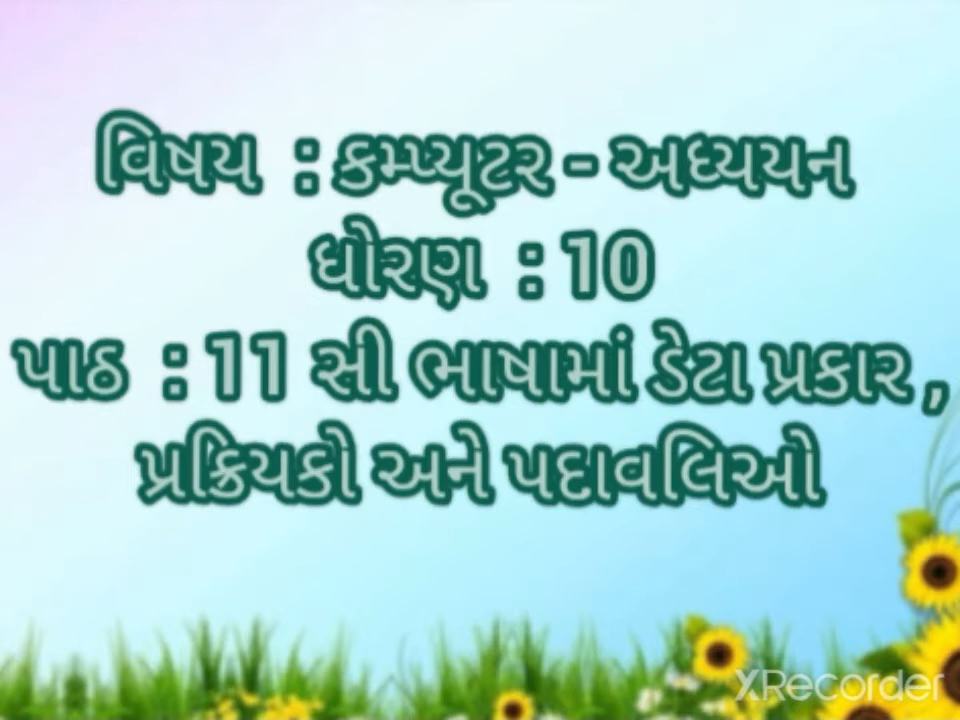 વિષય : કમ્પ્યૂટર - અધ્યયન
ધોરણ : 10
પાઠ : 11 સી ભાષામાં ડેટા પ્રકાર ,
પ્રક્રિયકો અને પદાવલિઓ
XRecorder